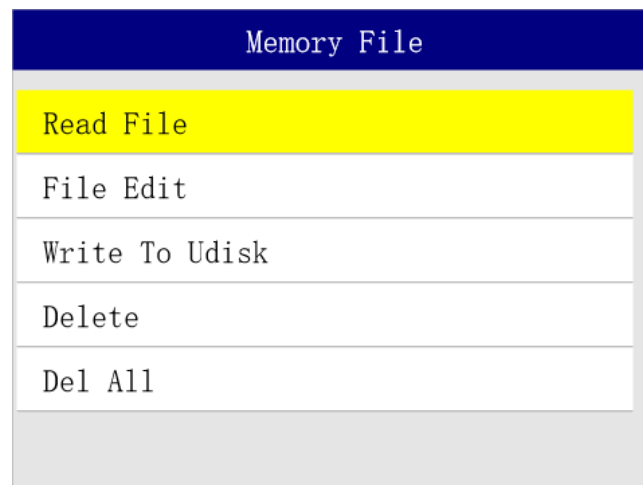 Memory File
Read File
File Edit
Write To Udisk
Delete
Del All